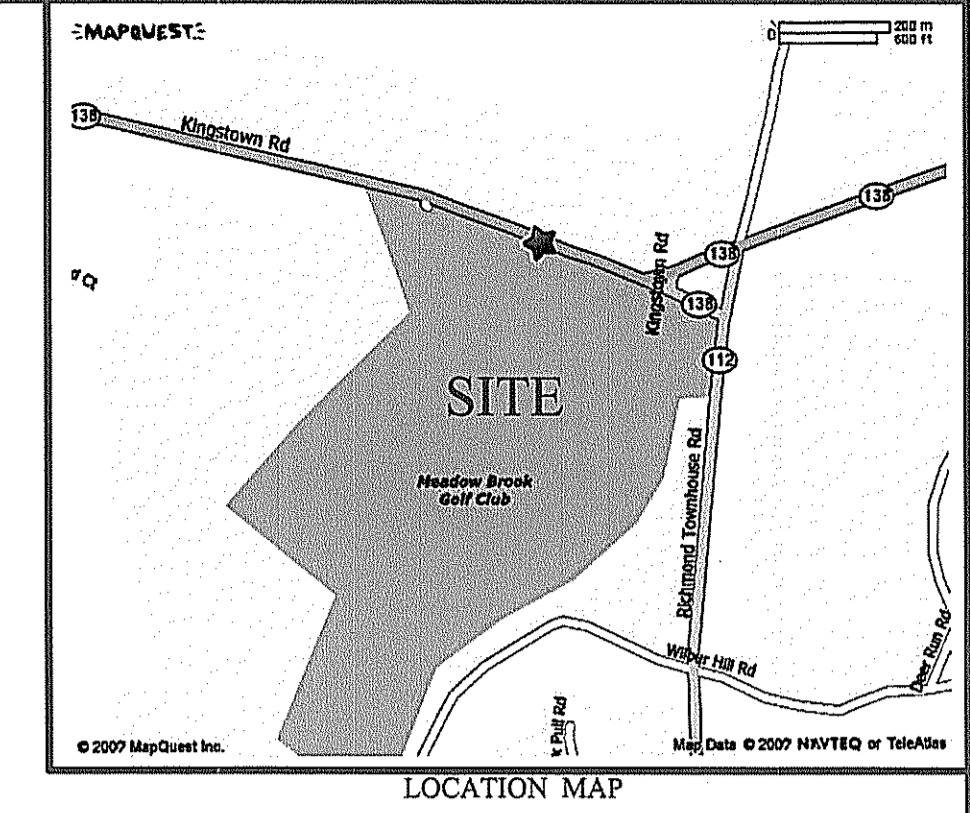 MAPQUEST
0
200 m
600 ft
138
Kingstown Rd
138
138
Kingstown Rd
138
112
SITE
Meadow Brook
Golf Club
Richmond Townhouse Rd
Wilbur Hill Rd
Deer Run Rd
Pull Rd
© 2007 MapQuest Inc.
Map Data © 2007 NAVTEQ or TeleAtlas
LOCATION MAP